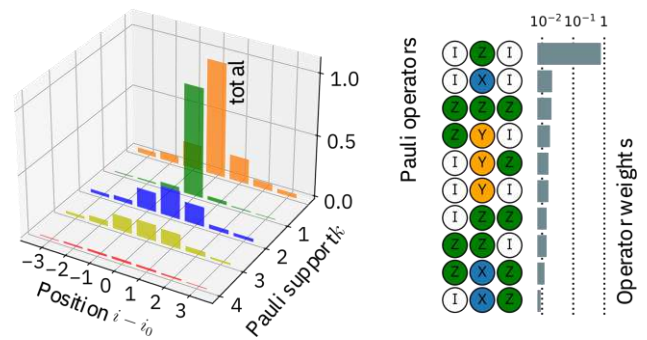 total
1.0
0.5
0.0
−3 −2 −1 0 1 2 3
Position i − i₀
1 2 3 4
Pauli support k
10⁻² 10⁻¹ 1
Pauli operators
I Z I
I X I
Z Z Z
Z Y I
I Y Z
I Y I
I Z Z
Z Z I
Z X Z
I X Z
Operator weights